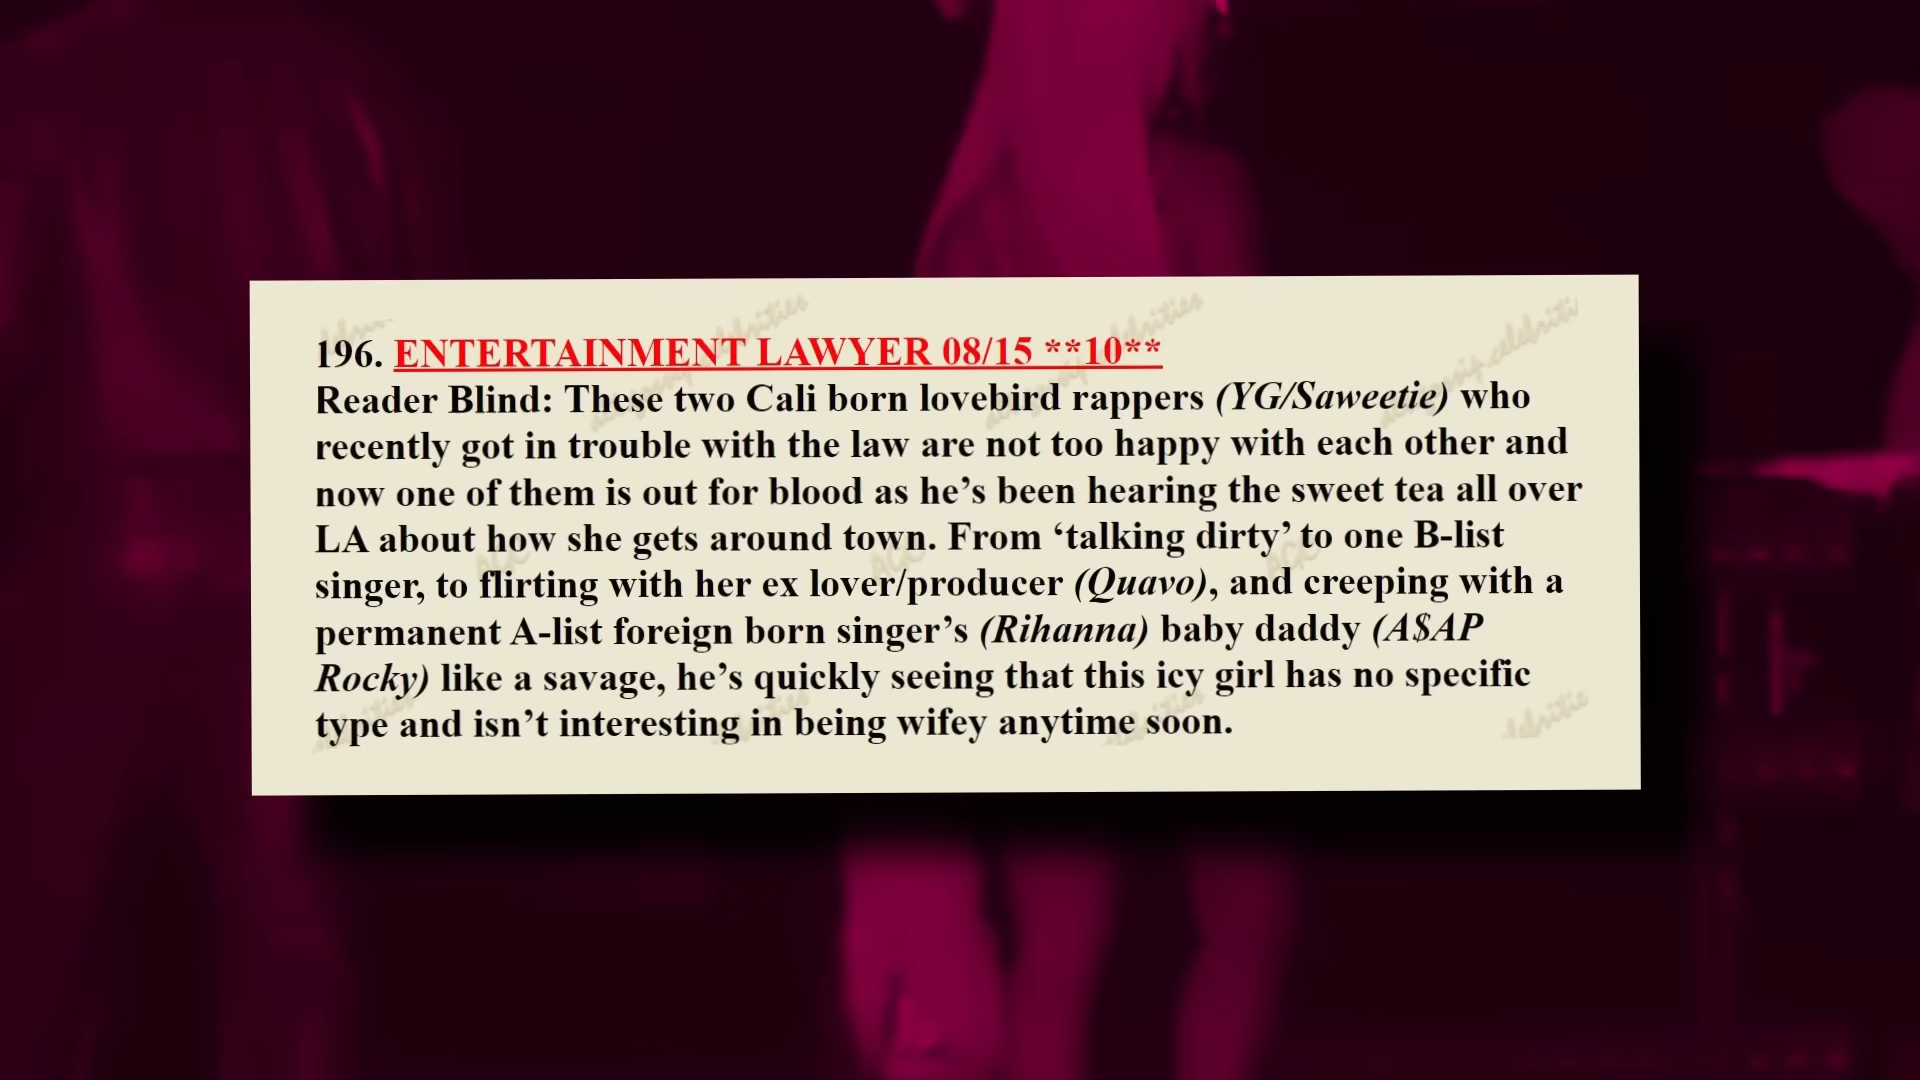 196. ENTERTAINMENT LAWYER 08/15 **10**
Reader Blind: These two Cali born lovebird rappers (YG/Saweetie) who
recently got in trouble with the law are not too happy with each other and
now one of them is out for blood as he’s been hearing the sweet tea all over
LA about how she gets around town. From ‘talking dirty’ to one B-list
singer, to flirting with her ex lover/producer (Quavo), and creeping with a
permanent A-list foreign born singer’s (Rihanna) baby daddy (A$AP
Rocky) like a savage, he’s quickly seeing that this icy girl has no specific
type and isn’t interesting in being wifey anytime soon.